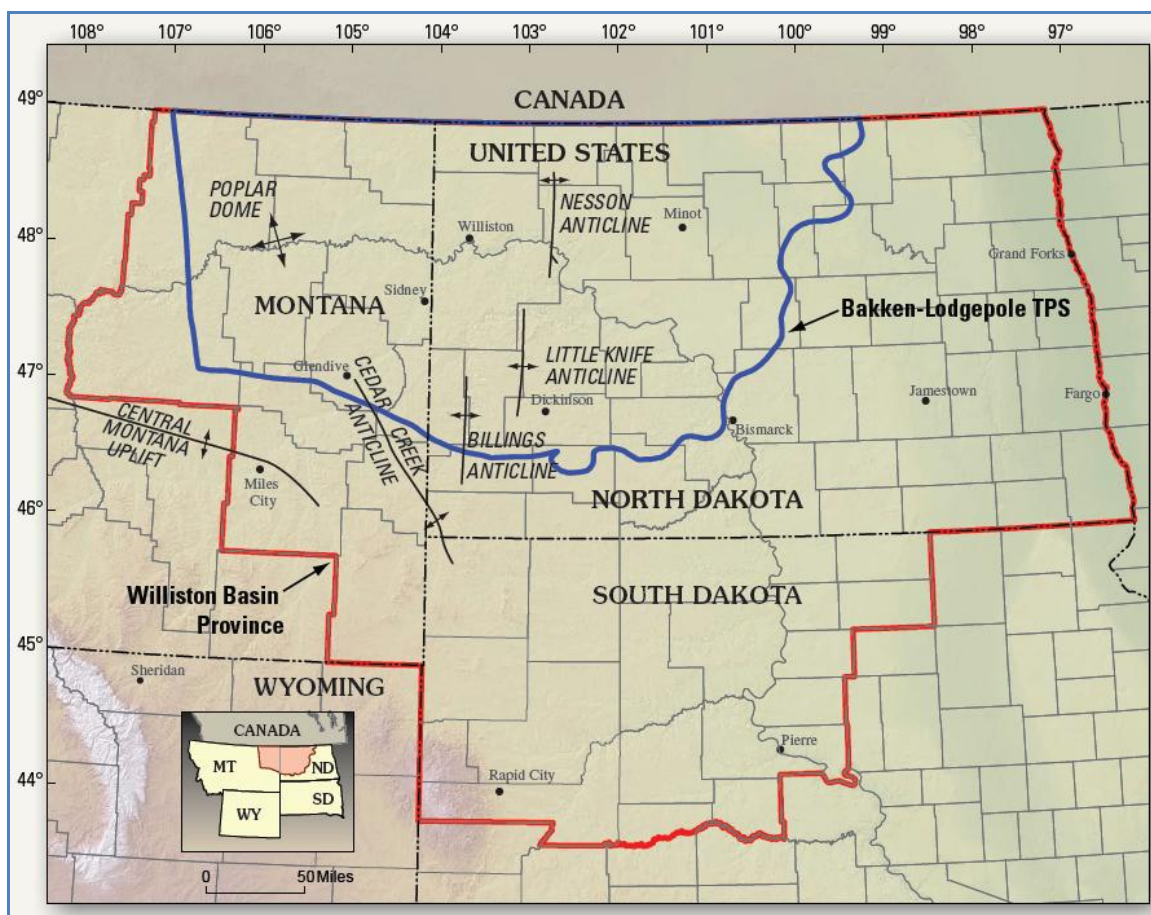 108° 107° 106° 105° 104° 103° 102° 101° 100° 99° 98° 97°
49°
48°
47°
46°
45°
44°
CANADA
UNITED STATES
POPLAR
DOME
NESSON
ANTICLINE
Williston
Minot
Grand Forks
Sidney
MONTANA
Bakken-Lodgepole TPS
Glendive
CEDAR CREEK
ANTICLINE
LITTLE KNIFE
ANTICLINE
Dickinson
Jamestown
Fargo
CENTRAL
MONTANA
UPLIFT
BILLINGS
ANTICLINE
Bismarck
Miles
City
NORTH DAKOTA
Williston Basin
Province
SOUTH DAKOTA
Sheridan
WYOMING
Pierre
Rapid City
CANADA
MT
ND
WY
SD
0 50 Miles